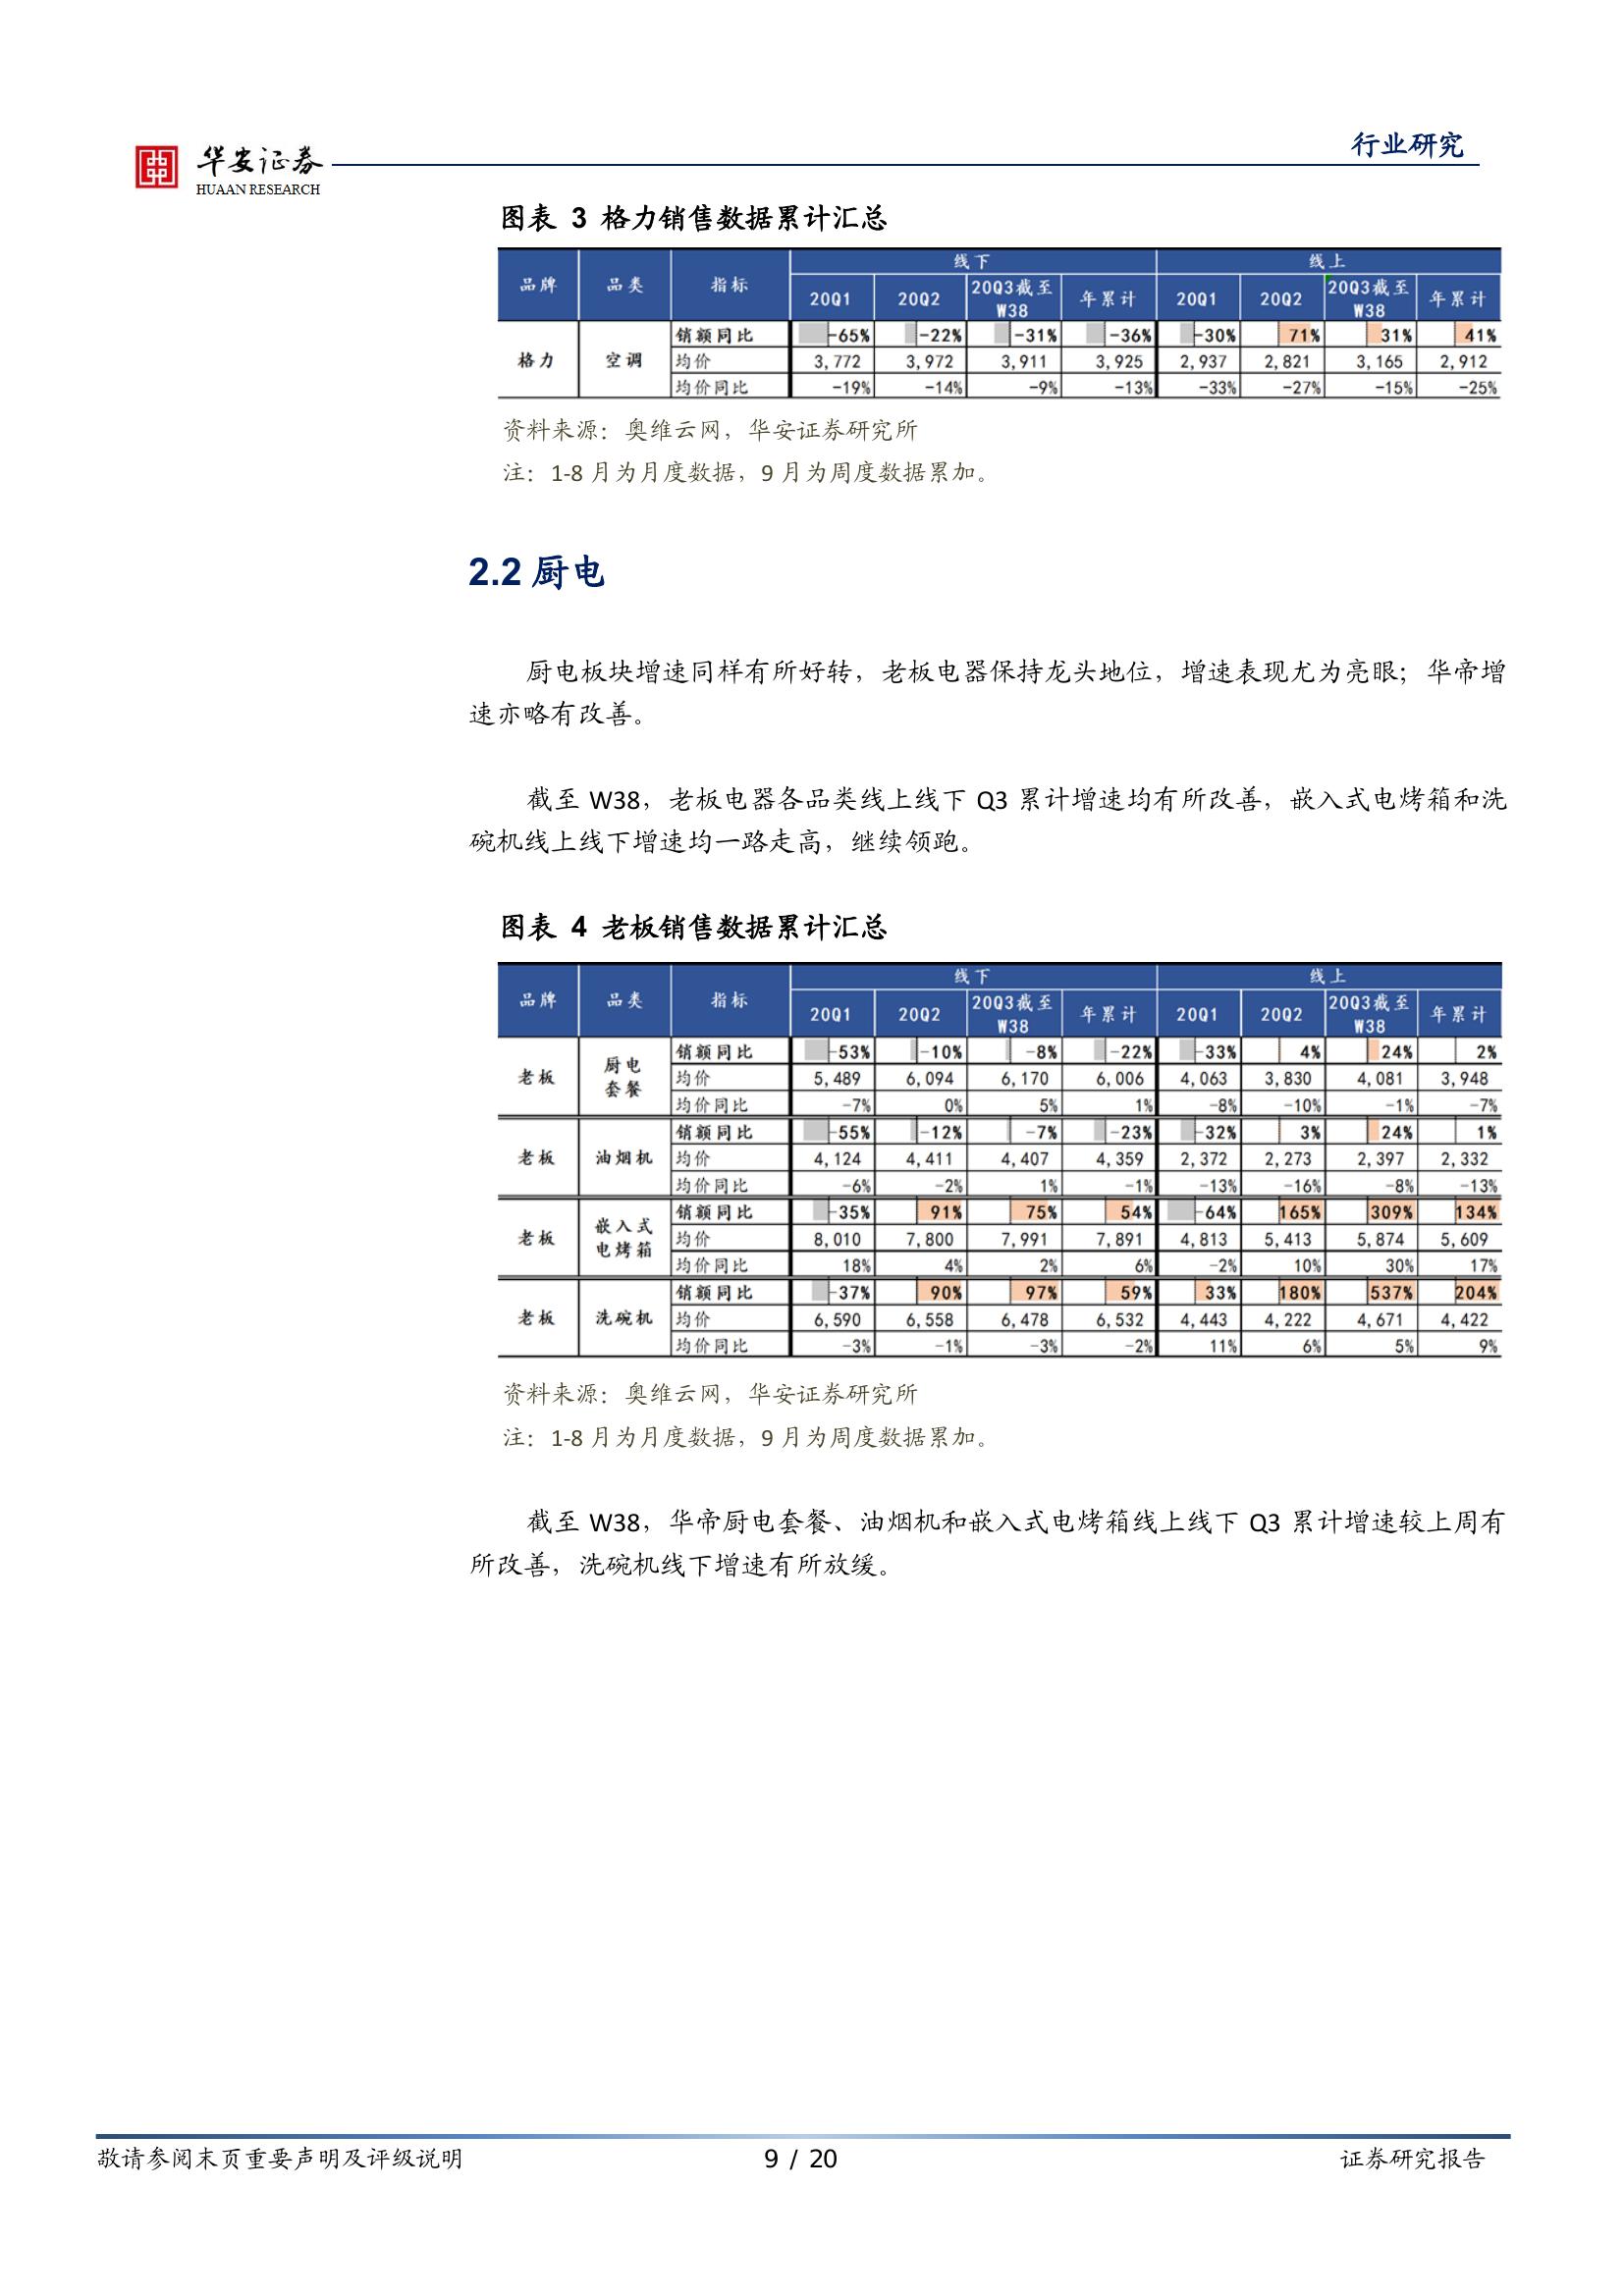 行业研究
华安证券
HUAAN RESEARCH
图表 3 格力销售数据累计汇总
品牌 品类 指标 线下 线上
20Q1 20Q2 20Q3截至W38 年累计 20Q1 20Q2 20Q3截至W38 年累计
格力 空调 销额同比 -65% -22% -31% -36% -30% 71% 31% 41%
均价 3,772 3,972 3,911 3,925 2,937 2,821 3,165 2,912
均价同比 -19% -14% -9% -13% -33% -27% -15% -25%
资料来源：奥维云网，华安证券研究所
注：1-8 月为月度数据，9 月为周度数据累加。
2.2 厨电
厨电板块增速同样有所好转，老板电器保持龙头地位，增速表现尤为亮眼；华帝增
速亦略有改善。
截至 W38，老板电器各品类线上线下 Q3 累计增速均有所改善，嵌入式电烤箱和洗
碗机线上线下增速均一路走高，继续领跑。
图表 4 老板销售数据累计汇总
品牌 品类 指标 线下 线上
20Q1 20Q2 20Q3截至W38 年累计 20Q1 20Q2 20Q3截至W38 年累计
老板 厨电套餐 销额同比 -53% -10% -8% -22% -33% 4% 24% 2%
均价 5,489 6,094 6,170 6,006 4,063 3,830 4,081 3,948
均价同比 -7% 0% 5% 1% -8% -10% -1% -7%
老板 油烟机 销额同比 -55% -12% -7% -23% -32% 3% 24% 1%
均价 4,124 4,411 4,407 4,359 2,372 2,273 2,397 2,332
均价同比 -6% -2% 1% -1% -13% -16% -8% -13%
老板 嵌入式电烤箱 销额同比 -35% 91% 75% 54% -64% 165% 309% 134%
均价 8,010 7,800 7,991 7,891 4,813 5,413 5,874 5,609
均价同比 18% 4% 2% 6% -2% 10% 30% 17%
老板 洗碗机 销额同比 -37% 90% 97% 59% 33% 180% 537% 204%
均价 6,590 6,558 6,478 6,532 4,443 4,222 4,671 4,422
均价同比 -3% -1% -3% -2% 11% 6% 5% 9%
资料来源：奥维云网，华安证券研究所
注：1-8 月为月度数据，9 月为周度数据累加。
截至 W38，华帝厨电套餐、油烟机和嵌入式电烤箱线上线下 Q3 累计增速较上周有
所改善，洗碗机线下增速有所放缓。
敬请参阅末页重要声明及评级说明 9 / 20 证券研究报告